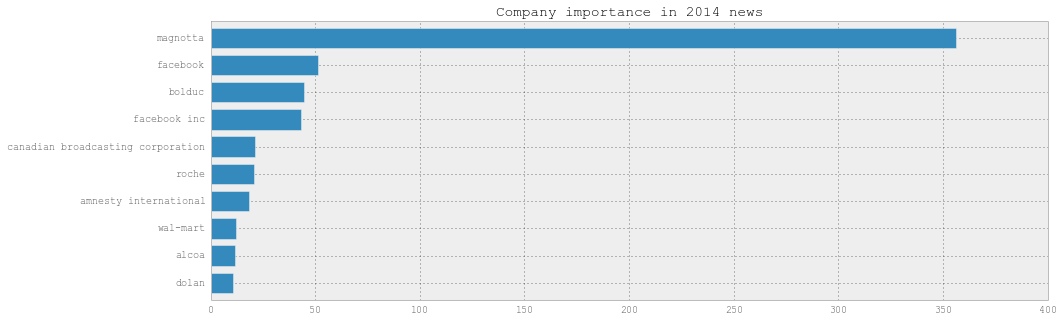 Company importance in 2014 news
magnotta
facebook
bolduc
facebook inc
canadian broadcasting corporation
roche
amnesty international
wal-mart
alcoa
dolan
0 50 100 150 200 250 300 350 400